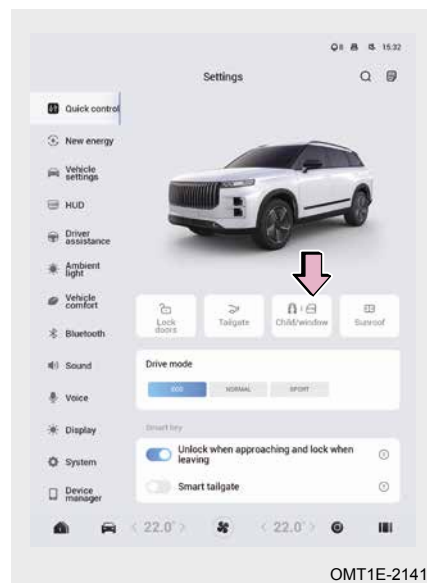 8 15:32
Settings
Quick control
New energy
Vehicle
settings
HUD
Driver
assistance
Ambient
light
Vehicle
comfort
Bluetooth
Sound
Voice
Display
System
Device
manager
Lock
doors
Tailgate
Child/window
Sunroof
Drive mode
ECO NORMAL SPORT
Smart key
Unlock when approaching and lock when
leaving
Smart tailgate
22.0° 22.0°
OMT1E-2141